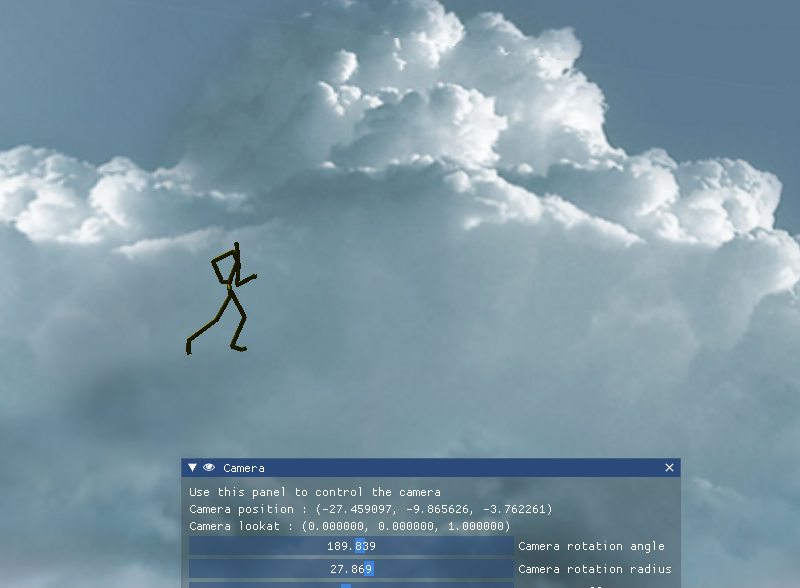 Camera
Use this panel to control the camera
Camera position : (-27.459097, -9.865626, -3.762261)
Camera lookat : (0.000000, 0.000000, 1.000000)
189.839 Camera rotation angle
27.869 Camera rotation radius